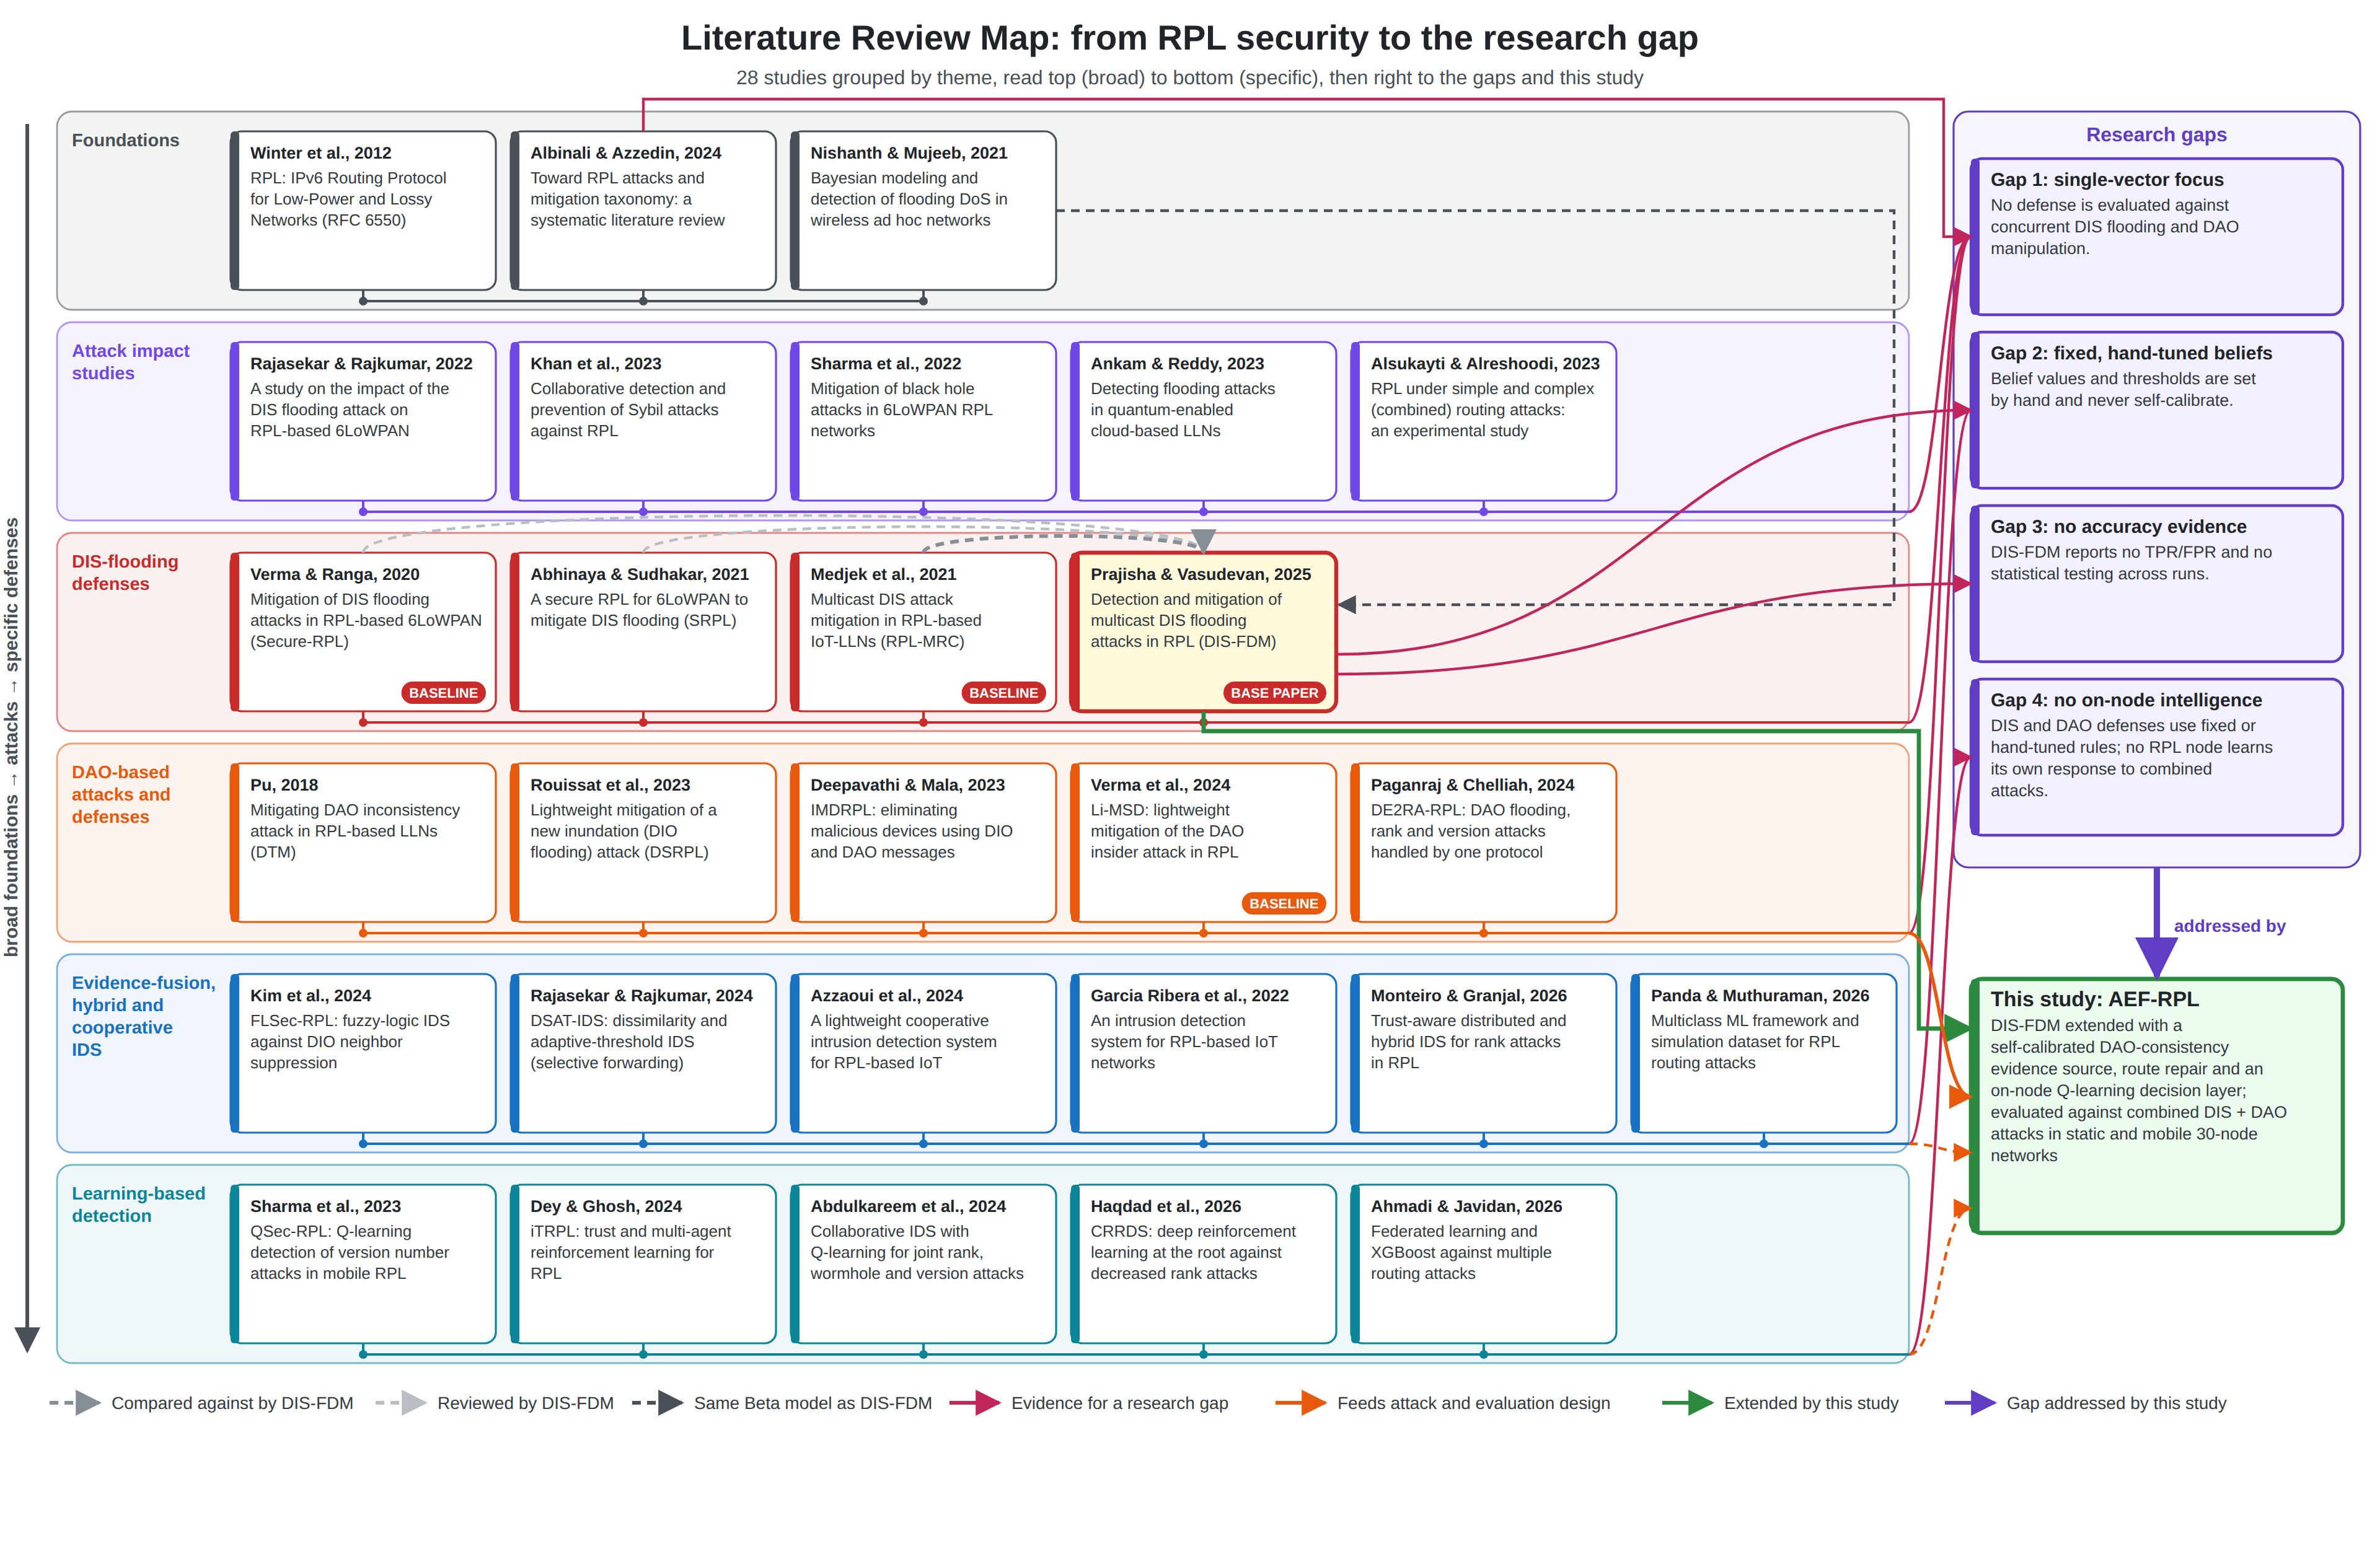 Literature Review Map: from RPL security to the research gap
28 studies grouped by theme, read top (broad) to bottom (specific), then right to the gaps and this study
broad foundations → attacks → specific defenses
Foundations
Winter et al., 2012
RPL: IPv6 Routing Protocol
for Low-Power and Lossy
Networks (RFC 6550)
Albinali & Azzedin, 2024
Toward RPL attacks and
mitigation taxonomy: a
systematic literature review
Nishanth & Mujeeb, 2021
Bayesian modeling and
detection of flooding DoS in
wireless ad hoc networks
Attack impact
studies
Rajasekar & Rajkumar, 2022
A study on the impact of the
DIS flooding attack on
RPL-based 6LoWPAN
Khan et al., 2023
Collaborative detection and
prevention of Sybil attacks
against RPL
Sharma et al., 2022
Mitigation of black hole
attacks in 6LoWPAN RPL
networks
Ankam & Reddy, 2023
Detecting flooding attacks
in quantum-enabled
cloud-based LLNs
Alsukayti & Alreshoodi, 2023
RPL under simple and complex
(combined) routing attacks:
an experimental study
DIS-flooding
defenses
Verma & Ranga, 2020
Mitigation of DIS flooding
attacks in RPL-based 6LoWPAN
(Secure-RPL)
BASELINE
Abhinaya & Sudhakar, 2021
A secure RPL for 6LoWPAN to
mitigate DIS flooding (SRPL)
Medjek et al., 2021
Multicast DIS attack
mitigation in RPL-based
IoT-LLNs (RPL-MRC)
BASELINE
Prajisha & Vasudevan, 2025
Detection and mitigation of
multicast DIS flooding
attacks in RPL (DIS-FDM)
BASE PAPER
DAO-based
attacks and
defenses
Pu, 2018
Mitigating DAO inconsistency
attack in RPL-based LLNs
(DTM)
Rouissat et al., 2023
Lightweight mitigation of a
new inundation (DIO
flooding) attack (DSRPL)
Deepavathi & Mala, 2023
IMDRPL: eliminating
malicious devices using DIO
and DAO messages
Verma et al., 2024
Li-MSD: lightweight
mitigation of the DAO
insider attack in RPL
BASELINE
Paganraj & Chelliah, 2024
DE2RA-RPL: DAO flooding,
rank and version attacks
handled by one protocol
Evidence-fusion,
hybrid and
cooperative
IDS
Kim et al., 2024
FLSec-RPL: fuzzy-logic IDS
against DIO neighbor
suppression
Rajasekar & Rajkumar, 2024
DSAT-IDS: dissimilarity and
adaptive-threshold IDS
(selective forwarding)
Azzaoui et al., 2024
A lightweight cooperative
intrusion detection system
for RPL-based IoT
Garcia Ribera et al., 2022
An intrusion detection
system for RPL-based IoT
networks
Monteiro & Granjal, 2026
Trust-aware distributed and
hybrid IDS for rank attacks
in RPL
Panda & Muthuraman, 2026
Multiclass ML framework and
simulation dataset for RPL
routing attacks
Learning-based
detection
Sharma et al., 2023
QSec-RPL: Q-learning
detection of version number
attacks in mobile RPL
Dey & Ghosh, 2024
iTRPL: trust and multi-agent
reinforcement learning for
RPL
Abdulkareem et al., 2024
Collaborative IDS with
Q-learning for joint rank,
wormhole and version attacks
Haqdad et al., 2026
CRRDS: deep reinforcement
learning at the root against
decreased rank attacks
Ahmadi & Javidan, 2026
Federated learning and
XGBoost against multiple
routing attacks
Research gaps
Gap 1: single-vector focus
No defense is evaluated against
concurrent DIS flooding and DAO
manipulation.
Gap 2: fixed, hand-tuned beliefs
Belief values and thresholds are set
by hand and never self-calibrate.
Gap 3: no accuracy evidence
DIS-FDM reports no TPR/FPR and no
statistical testing across runs.
Gap 4: no on-node intelligence
DIS and DAO defenses use fixed or
hand-tuned rules; no RPL node learns
its own response to combined
attacks.
addressed by
This study: AEF-RPL
DIS-FDM extended with a
self-calibrated DAO-consistency
evidence source, route repair and an
on-node Q-learning decision layer;
evaluated against combined DIS + DAO
attacks in static and mobile 30-node
networks
Compared against by DIS-FDM
Reviewed by DIS-FDM
Same Beta model as DIS-FDM
Evidence for a research gap
Feeds attack and evaluation design
Extended by this study
Gap addressed by this study